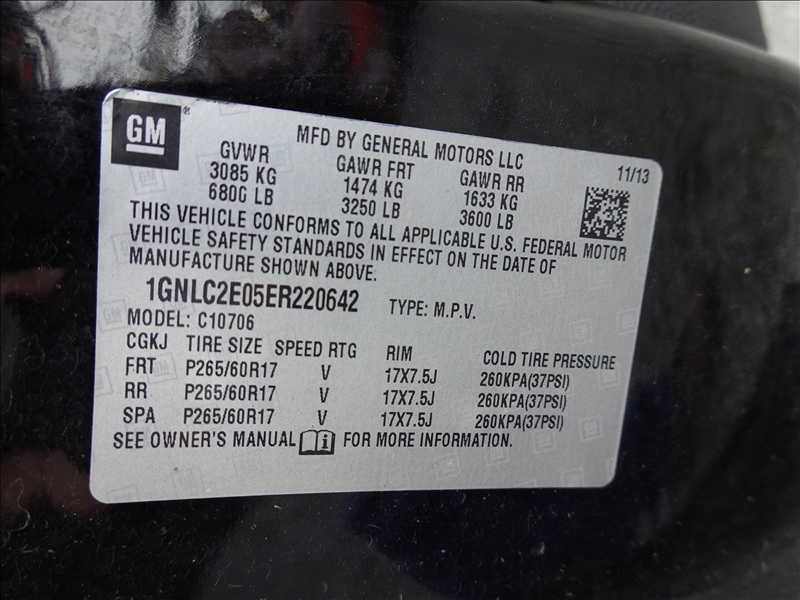 GM®
MFD BY GENERAL MOTORS LLC
11/13
GVWR GAWR FRT GAWR RR
3085 KG 1474 KG 1633 KG
6800 LB 3250 LB 3600 LB
THIS VEHICLE CONFORMS TO ALL APPLICABLE U.S. FEDERAL MOTOR
VEHICLE SAFETY STANDARDS IN EFFECT ON THE DATE OF
MANUFACTURE SHOWN ABOVE.
1GNLC2E05ER220642 TYPE: M.P.V.
MODEL: C10706
CGKJ TIRE SIZE SPEED RTG RIM COLD TIRE PRESSURE
FRT P265/60R17 V 17X7.5J 260KPA(37PSI)
RR P265/60R17 V 17X7.5J 260KPA(37PSI)
SPA P265/60R17 V 17X7.5J 260KPA(37PSI)
SEE OWNER'S MANUAL i FOR MORE INFORMATION.